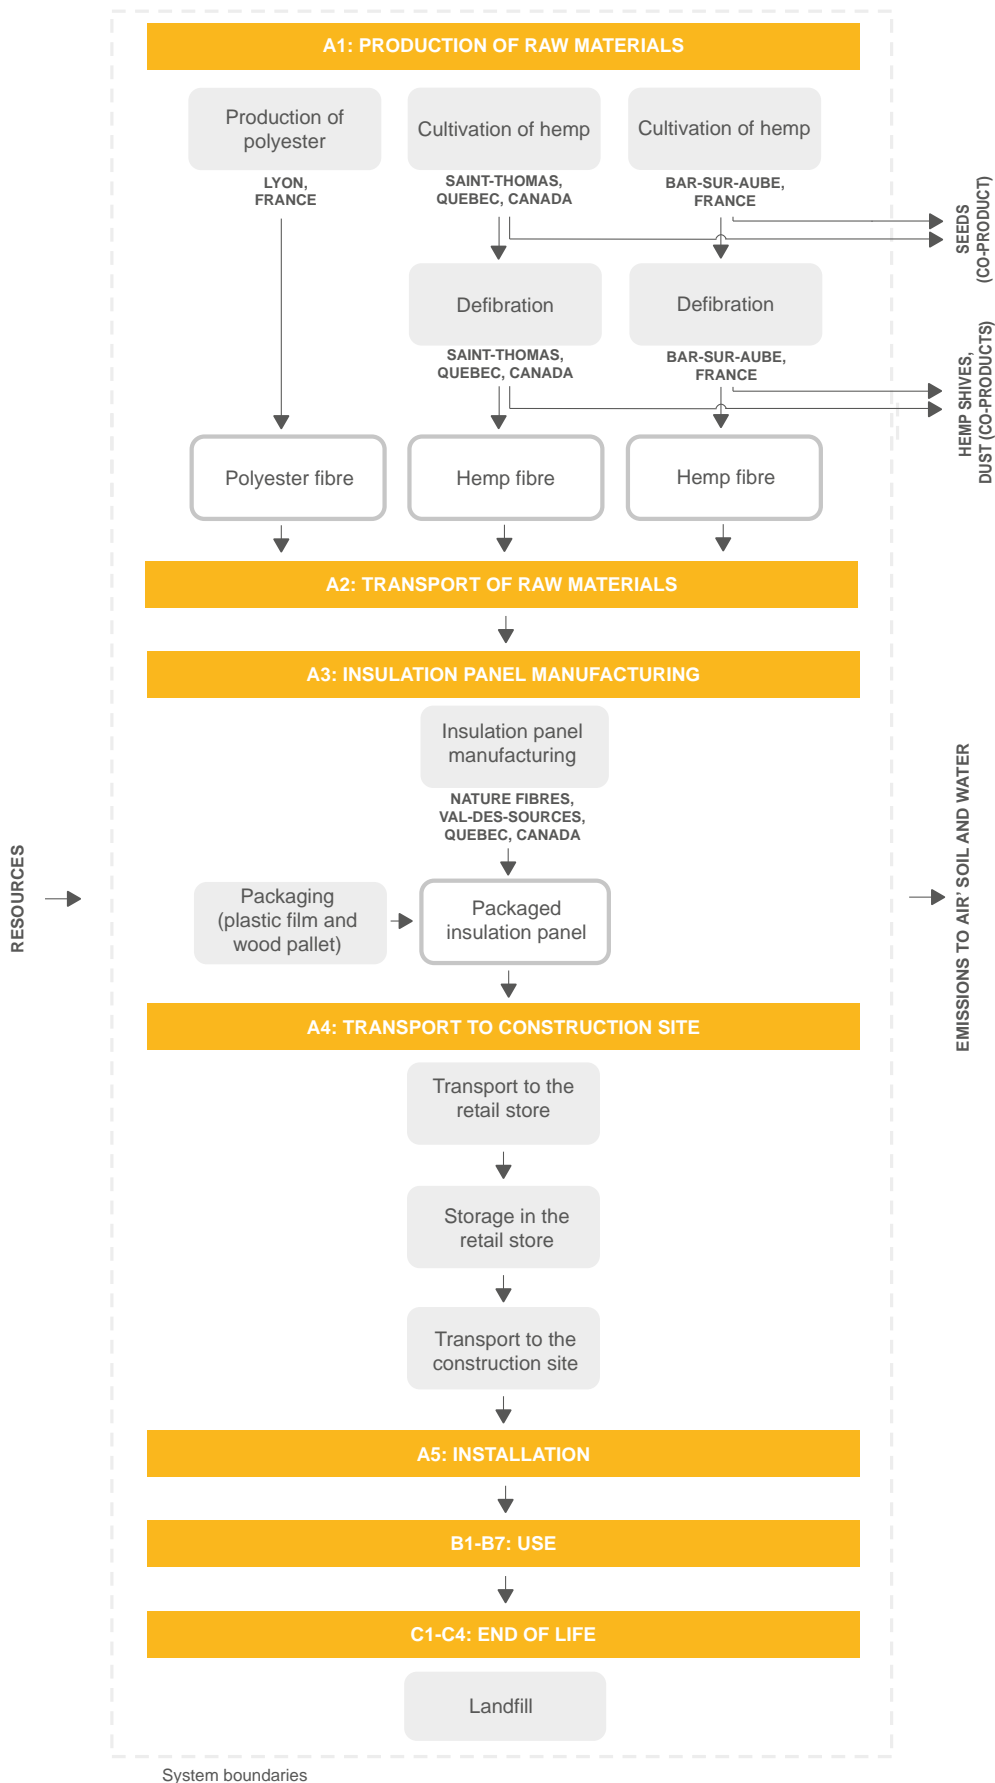 A1: PRODUCTION OF RAW MATERIALS
Production of
polyester
Cultivation of hemp
Cultivation of hemp
LYON,
FRANCE
SAINT-THOMAS,
QUEBEC, CANADA
BAR-SUR-AUBE,
FRANCE
SEEDS
(CO-PRODUCT)
Defibration
Defibration
SAINT-THOMAS,
QUEBEC, CANADA
BAR-SUR-AUBE,
FRANCE
HEMP SHIVES,
DUST (CO-PRODUCTS)
Polyester fibre
Hemp fibre
Hemp fibre
A2: TRANSPORT OF RAW MATERIALS
A3: INSULATION PANEL MANUFACTURING
Insulation panel
manufacturing
NATURE FIBRES,
VAL-DES-SOURCES,
QUEBEC, CANADA
RESOURCES
Packaging
(plastic film and
wood pallet)
Packaged
insulation panel
EMISSIONS TO AIR' SOIL AND WATER
A4: TRANSPORT TO CONSTRUCTION SITE
Transport to the
retail store
Storage in the
retail store
Transport to the
construction site
A5: INSTALLATION
B1-B7: USE
C1-C4: END OF LIFE
Landfill
System boundaries